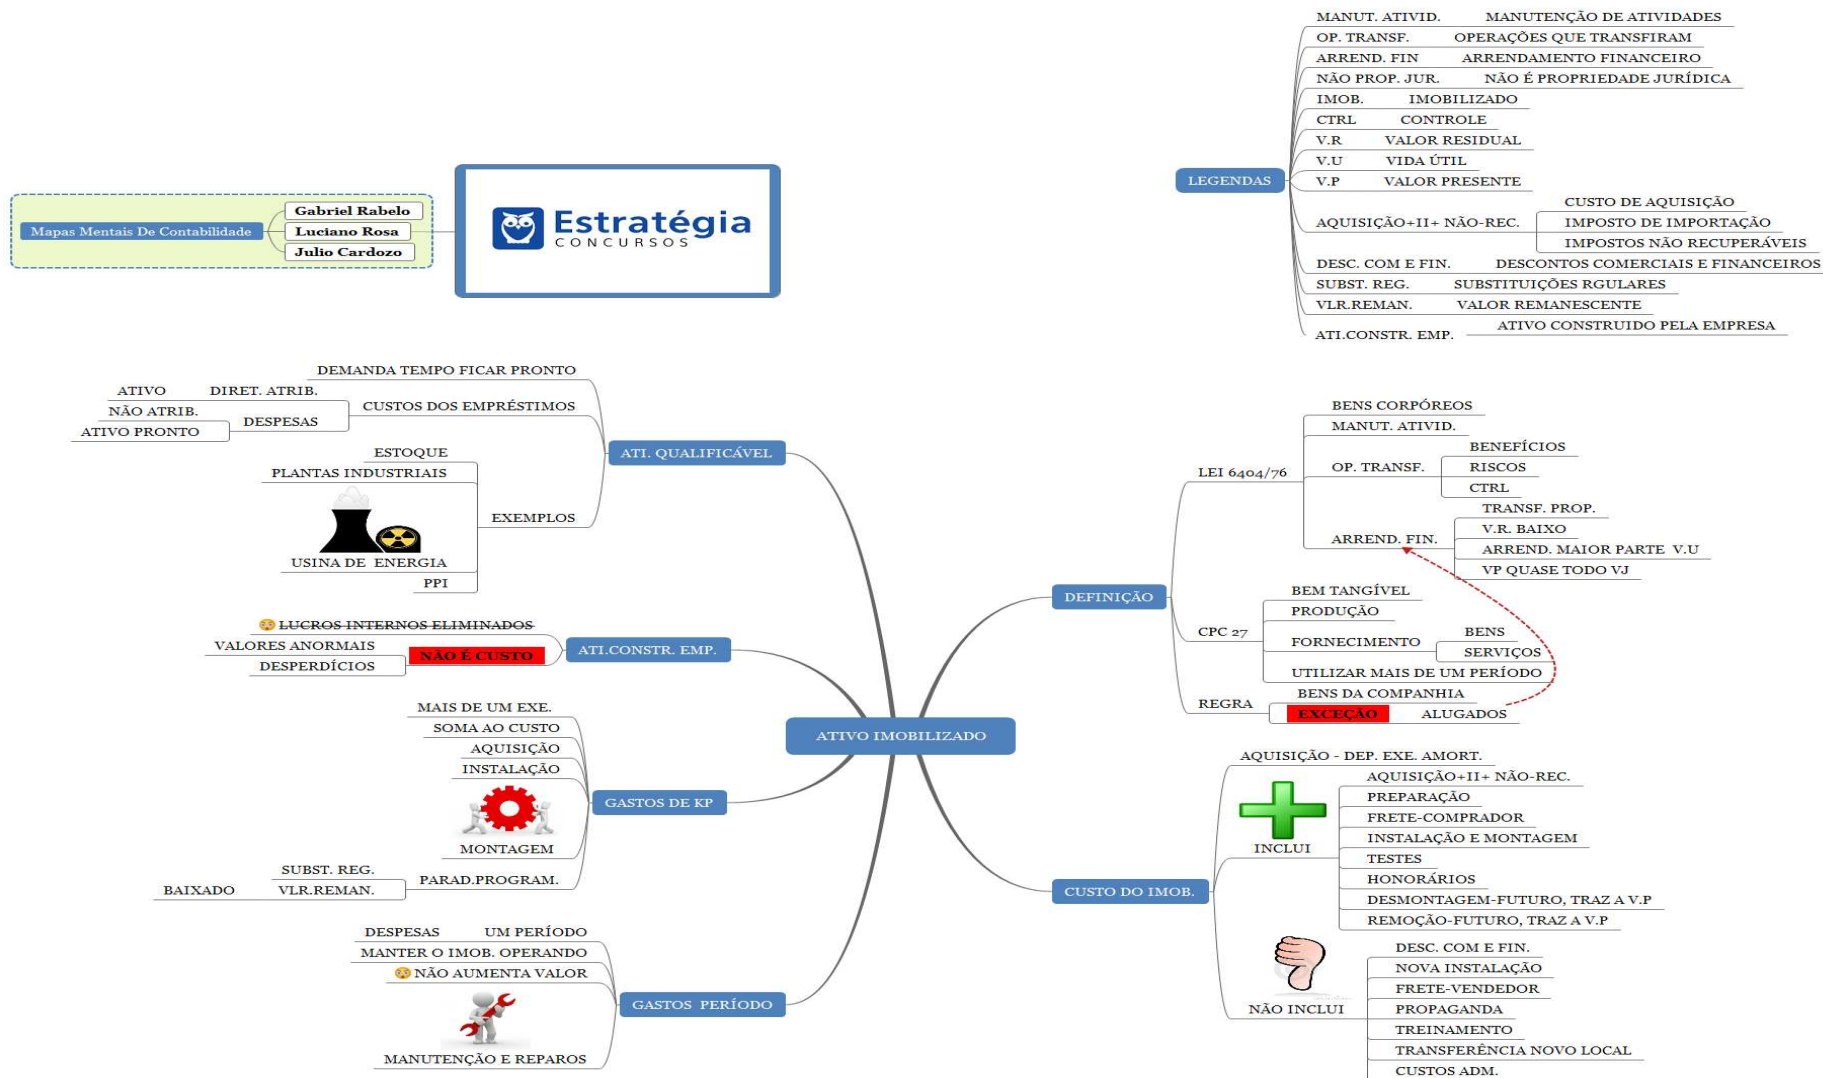 Mapas Mentais De Contabilidade
Gabriel Rabelo
Luciano Rosa
Julio Cardozo
Estratégia
CONCURSOS
LEGENDAS
MANUT. ATIVID. MANUTENÇÃO DE ATIVIDADES
OP. TRANSF. OPERAÇÕES QUE TRANSFIRAM
ARREND. FIN ARRENDAMENTO FINANCEIRO
NÃO PROP. JUR. NÃO É PROPRIEDADE JURÍDICA
IMOB. IMOBILIZADO
CTRL CONTROLE
V.R VALOR RESIDUAL
V.U VIDA ÚTIL
V.P VALOR PRESENTE
AQUISIÇÃO+II+ NÃO-REC.
CUSTO DE AQUISIÇÃO
IMPOSTO DE IMPORTAÇÃO
IMPOSTOS NÃO RECUPERÁVEIS
DESC. COM E FIN. DESCONTOS COMERCIAIS E FINANCEIROS
SUBST. REG. SUBSTITUIÇÕES RGULARES
VLR.REMAN. VALOR REMANESCENTE
ATI.CONSTR. EMP. ATIVO CONSTRUIDO PELA EMPRESA
ATIVO IMOBILIZADO
ATI. QUALIFICÁVEL
DEMANDA TEMPO FICAR PRONTO
CUSTOS DOS EMPRÉSTIMOS
ATIVO DIRET. ATRIB.
DESPESAS
NÃO ATRIB.
ATIVO PRONTO
EXEMPLOS
ESTOQUE
PLANTAS INDUSTRIAIS
USINA DE ENERGIA
PPI
ATI.CONSTR. EMP.
LUCROS INTERNOS ELIMINADOS
NÃO É CUSTO
VALORES ANORMAIS
DESPERDÍCIOS
GASTOS DE KP
MAIS DE UM EXE.
SOMA AO CUSTO
AQUISIÇÃO
INSTALAÇÃO
MONTAGEM
PARAD.PROGRAM.
SUBST. REG.
BAIXADO VLR.REMAN.
GASTOS PERÍODO
DESPESAS UM PERÍODO
MANTER O IMOB. OPERANDO
NÃO AUMENTA VALOR
MANUTENÇÃO E REPAROS
DEFINIÇÃO
LEI 6404/76
BENS CORPÓREOS
MANUT. ATIVID.
OP. TRANSF.
BENEFÍCIOS
RISCOS
CTRL
ARREND. FIN.
TRANSF. PROP.
V.R. BAIXO
ARREND. MAIOR PARTE V.U
VP QUASE TODO VJ
CPC 27
BEM TANGÍVEL
PRODUÇÃO
FORNECIMENTO
BENS
SERVIÇOS
UTILIZAR MAIS DE UM PERÍODO
REGRA
BENS DA COMPANHIA
EXCEÇÃO ALUGADOS
CUSTO DO IMOB.
AQUISIÇÃO - DEP. EXE. AMORT.
INCLUI
AQUISIÇÃO+II+ NÃO-REC.
PREPARAÇÃO
FRETE-COMPRADOR
INSTALAÇÃO E MONTAGEM
TESTES
HONORÁRIOS
DESMONTAGEM-FUTURO, TRAZ A V.P
REMOÇÃO-FUTURO, TRAZ A V.P
NÃO INCLUI
DESC. COM E FIN.
NOVA INSTALAÇÃO
FRETE-VENDEDOR
PROPAGANDA
TREINAMENTO
TRANSFERÊNCIA NOVO LOCAL
CUSTOS ADM.